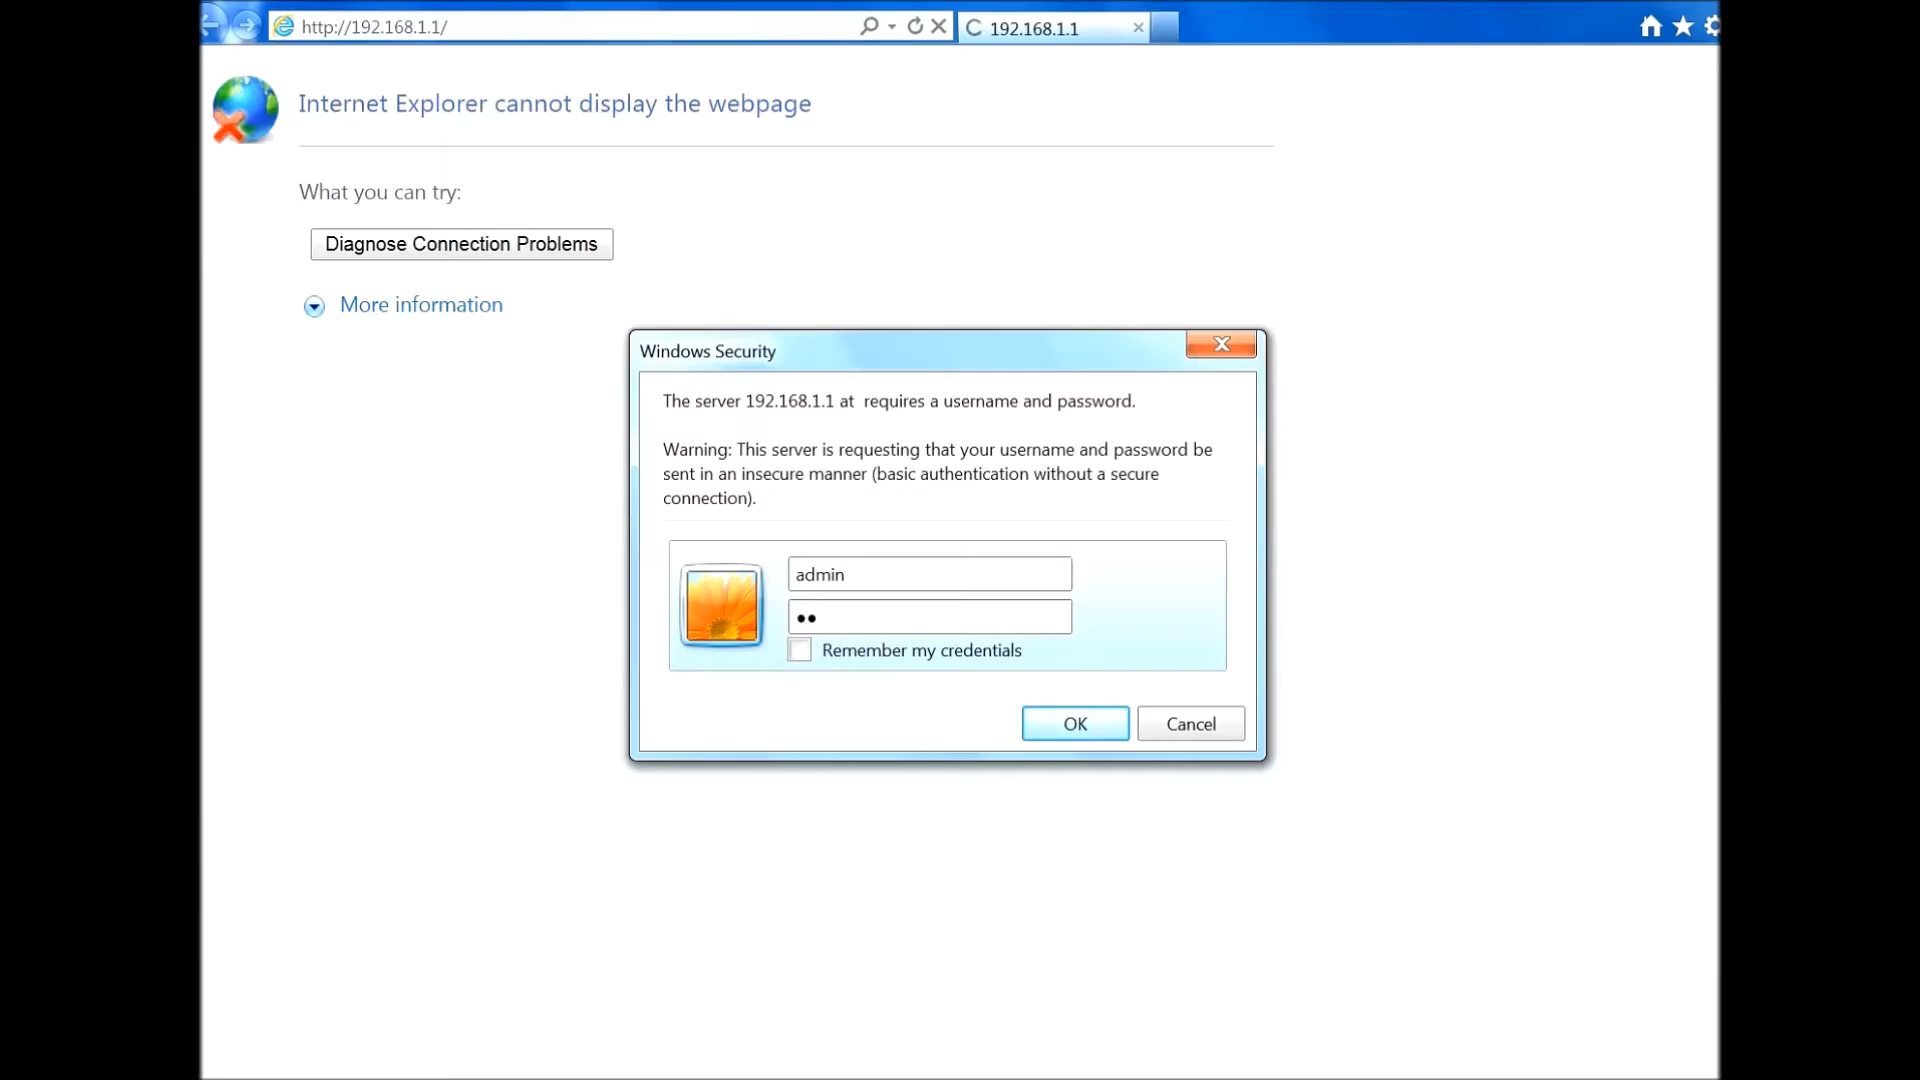 http://192.168.1.1/
192.168.1.1
Internet Explorer cannot display the webpage
What you can try:
Diagnose Connection Problems
More information
Windows Security
The server 192.168.1.1 at  requires a username and password.
Warning: This server is requesting that your username and password be
sent in an insecure manner (basic authentication without a secure
connection).
admin
••
Remember my credentials
OK
Cancel